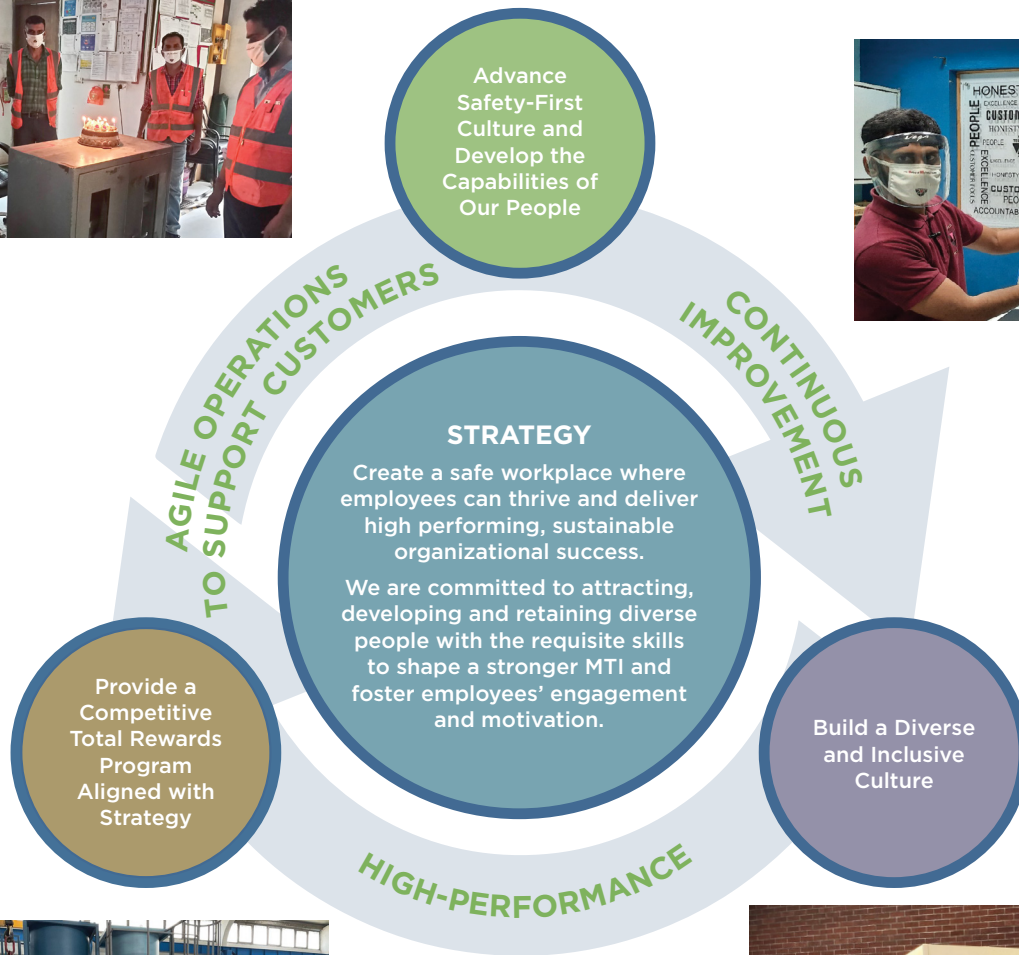 Advance
Safety-First
Culture and
Develop the
Capabilities of
Our People
HONEST
EXCELLENCE
CUSTOM
HONESTY
PEOPLE
PEOPLE
EXCELLENCE
HONESTY
CUSTO
PEO
ACCOUNTAB
AGILE OPERATIONS
TO SUPPORT CUSTOMERS
CONTINUOUS
IMPROVEMENT
STRATEGY
Create a safe workplace where
employees can thrive and deliver
high performing, sustainable
organizational success.
We are committed to attracting,
developing and retaining diverse
people with the requisite skills
to shape a stronger MTI and
foster employees’ engagement
and motivation.
Provide a
Competitive
Total Rewards
Program
Aligned with
Strategy
Build a Diverse
and Inclusive
Culture
HIGH-PERFORMANCE